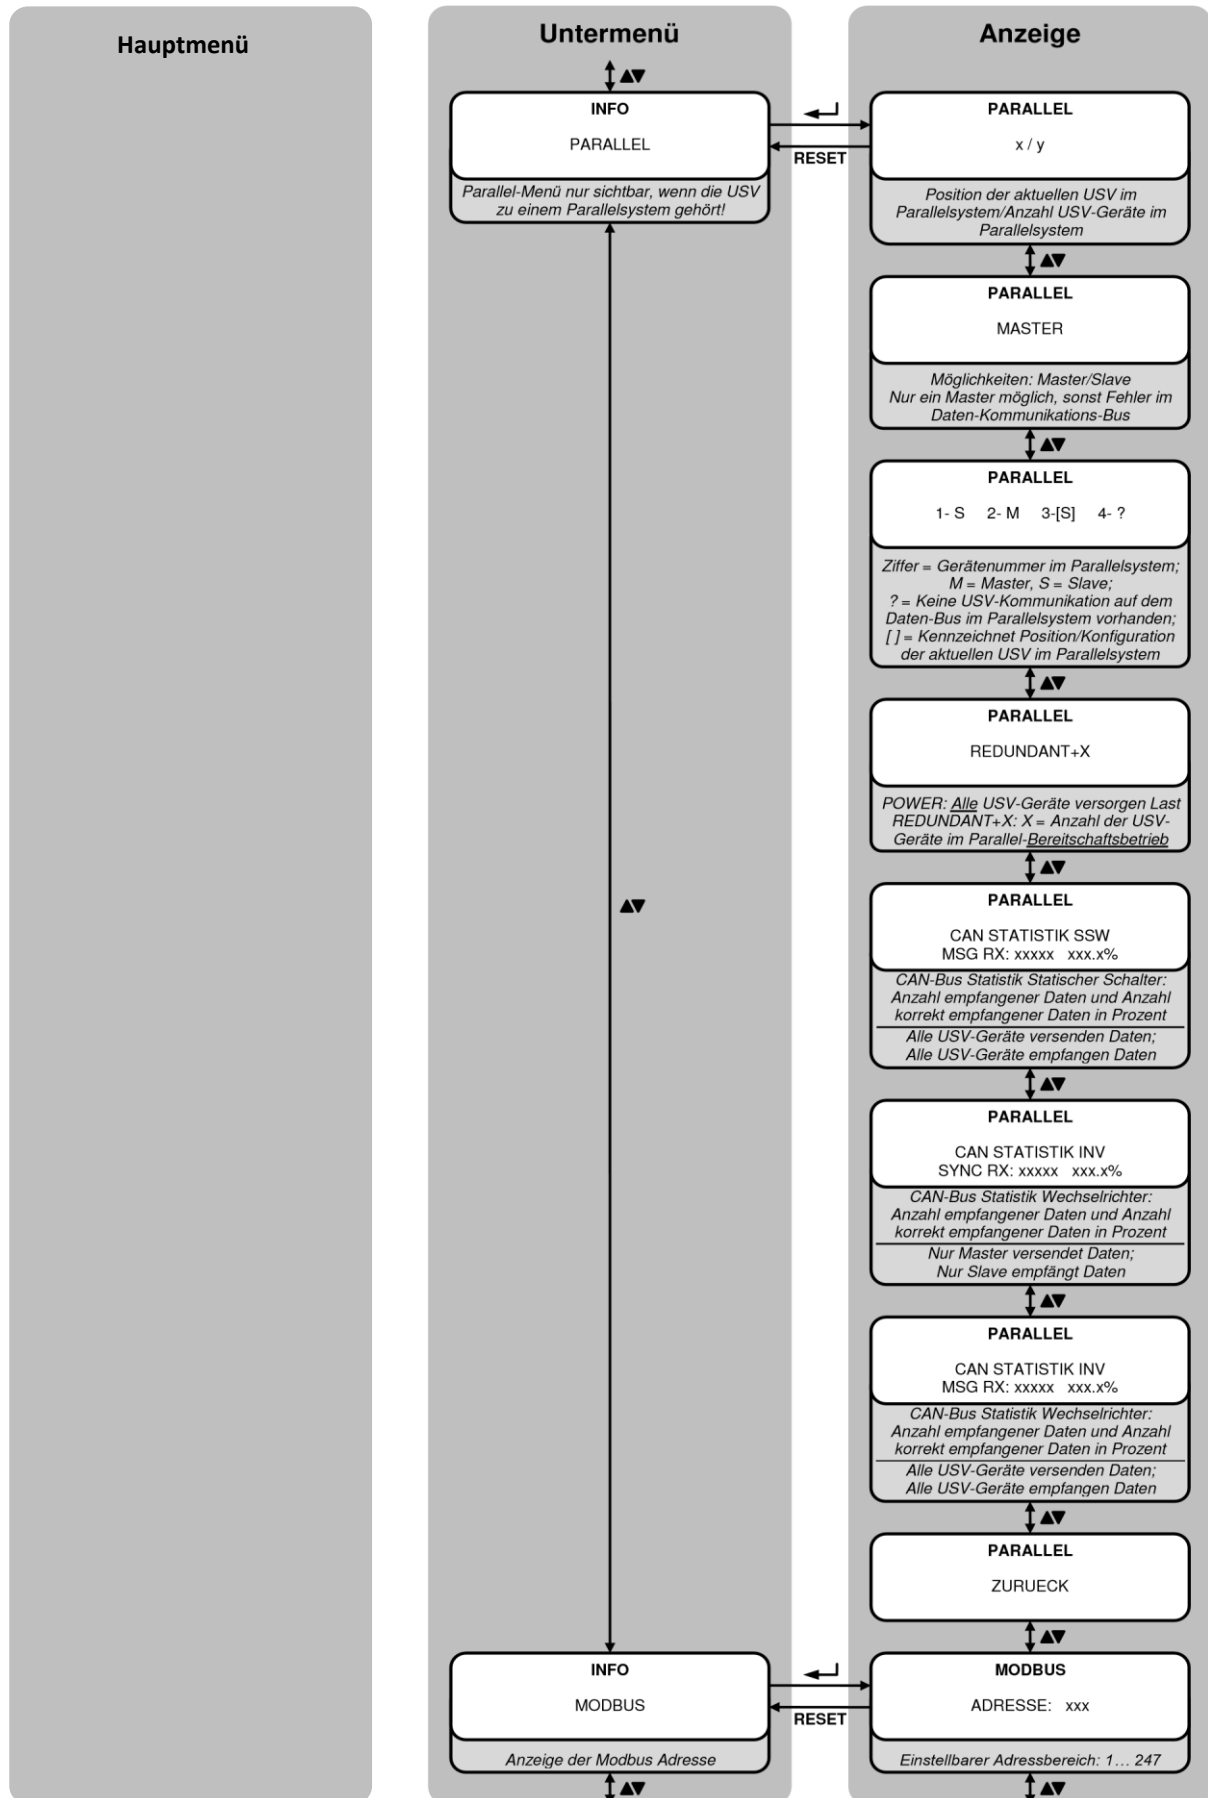 Hauptmenü
Untermenü
Anzeige
▲▼
INFO
PARALLEL
Parallel-Menü nur sichtbar, wenn die USV
zu einem Parallelsystem gehört!
RESET
PARALLEL
x / y
Position der aktuellen USV im
Parallelsystem/Anzahl USV-Geräte im
Parallelsystem
▲▼
PARALLEL
MASTER
Möglichkeiten: Master/Slave
Nur ein Master möglich, sonst Fehler im
Daten-Kommunikations-Bus
▲▼
PARALLEL
1- S 2- M 3-[S] 4- ?
Ziffer = Gerätenummer im Parallelsystem;
M = Master, S = Slave;
? = Keine USV-Kommunikation auf dem
Daten-Bus im Parallelsystem vorhanden;
[ ] = Kennzeichnet Position/Konfiguration
der aktuellen USV im Parallelsystem
▲▼
PARALLEL
REDUNDANT+X
POWER: Alle USV-Geräte versorgen Last
REDUNDANT+X: X = Anzahl der USV-
Geräte im Parallel-Bereitschaftsbetrieb
▲▼
▲▼
PARALLEL
CAN STATISTIK SSW
MSG RX: xxxxx xxx.x%
CAN-Bus Statistik Statischer Schalter:
Anzahl empfangener Daten und Anzahl
korrekt empfangener Daten in Prozent
Alle USV-Geräte versenden Daten;
Alle USV-Geräte empfangen Daten
▲▼
PARALLEL
CAN STATISTIK INV
SYNC RX: xxxxx xxx.x%
CAN-Bus Statistik Wechselrichter:
Anzahl empfangener Daten und Anzahl
korrekt empfangener Daten in Prozent
Nur Master versendet Daten;
Nur Slave empfängt Daten
▲▼
PARALLEL
CAN STATISTIK INV
MSG RX: xxxxx xxx.x%
CAN-Bus Statistik Wechselrichter:
Anzahl empfangener Daten und Anzahl
korrekt empfangener Daten in Prozent
Alle USV-Geräte versenden Daten;
Alle USV-Geräte empfangen Daten
▲▼
PARALLEL
ZURUECK
▲▼
INFO
MODBUS
Anzeige der Modbus Adresse
RESET
MODBUS
ADRESSE: xxx
Einstellbarer Adressbereich: 1... 247
▲▼
▲▼